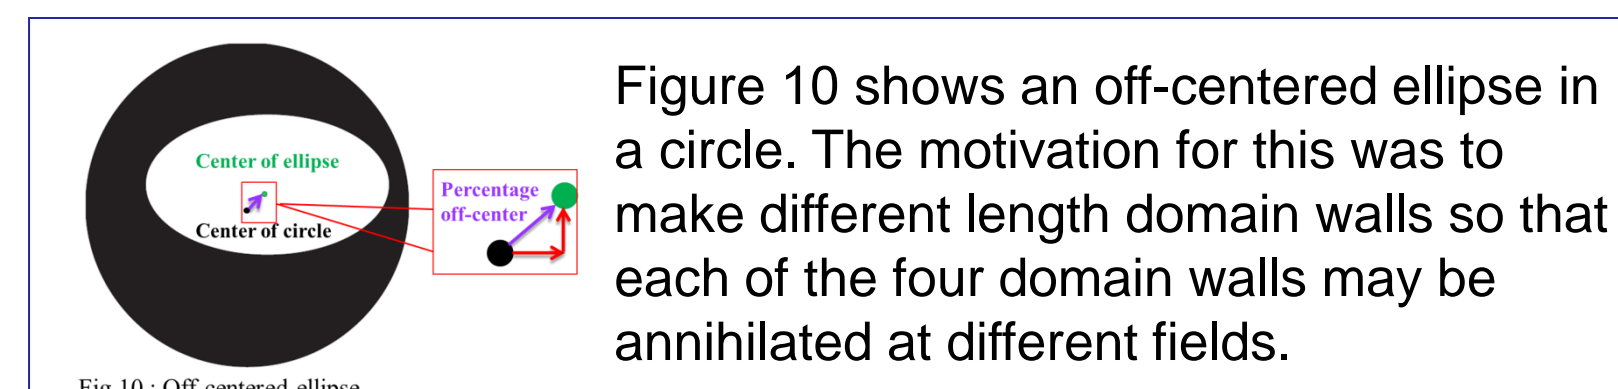 Center of ellipse
Center of circle
Percentage
off-center
Figure 10 shows an off-centered ellipse in
a circle. The motivation for this was to
make different length domain walls so that
each of the four domain walls may be
annihilated at different fields.
Fig 10 : Off centered ellipse